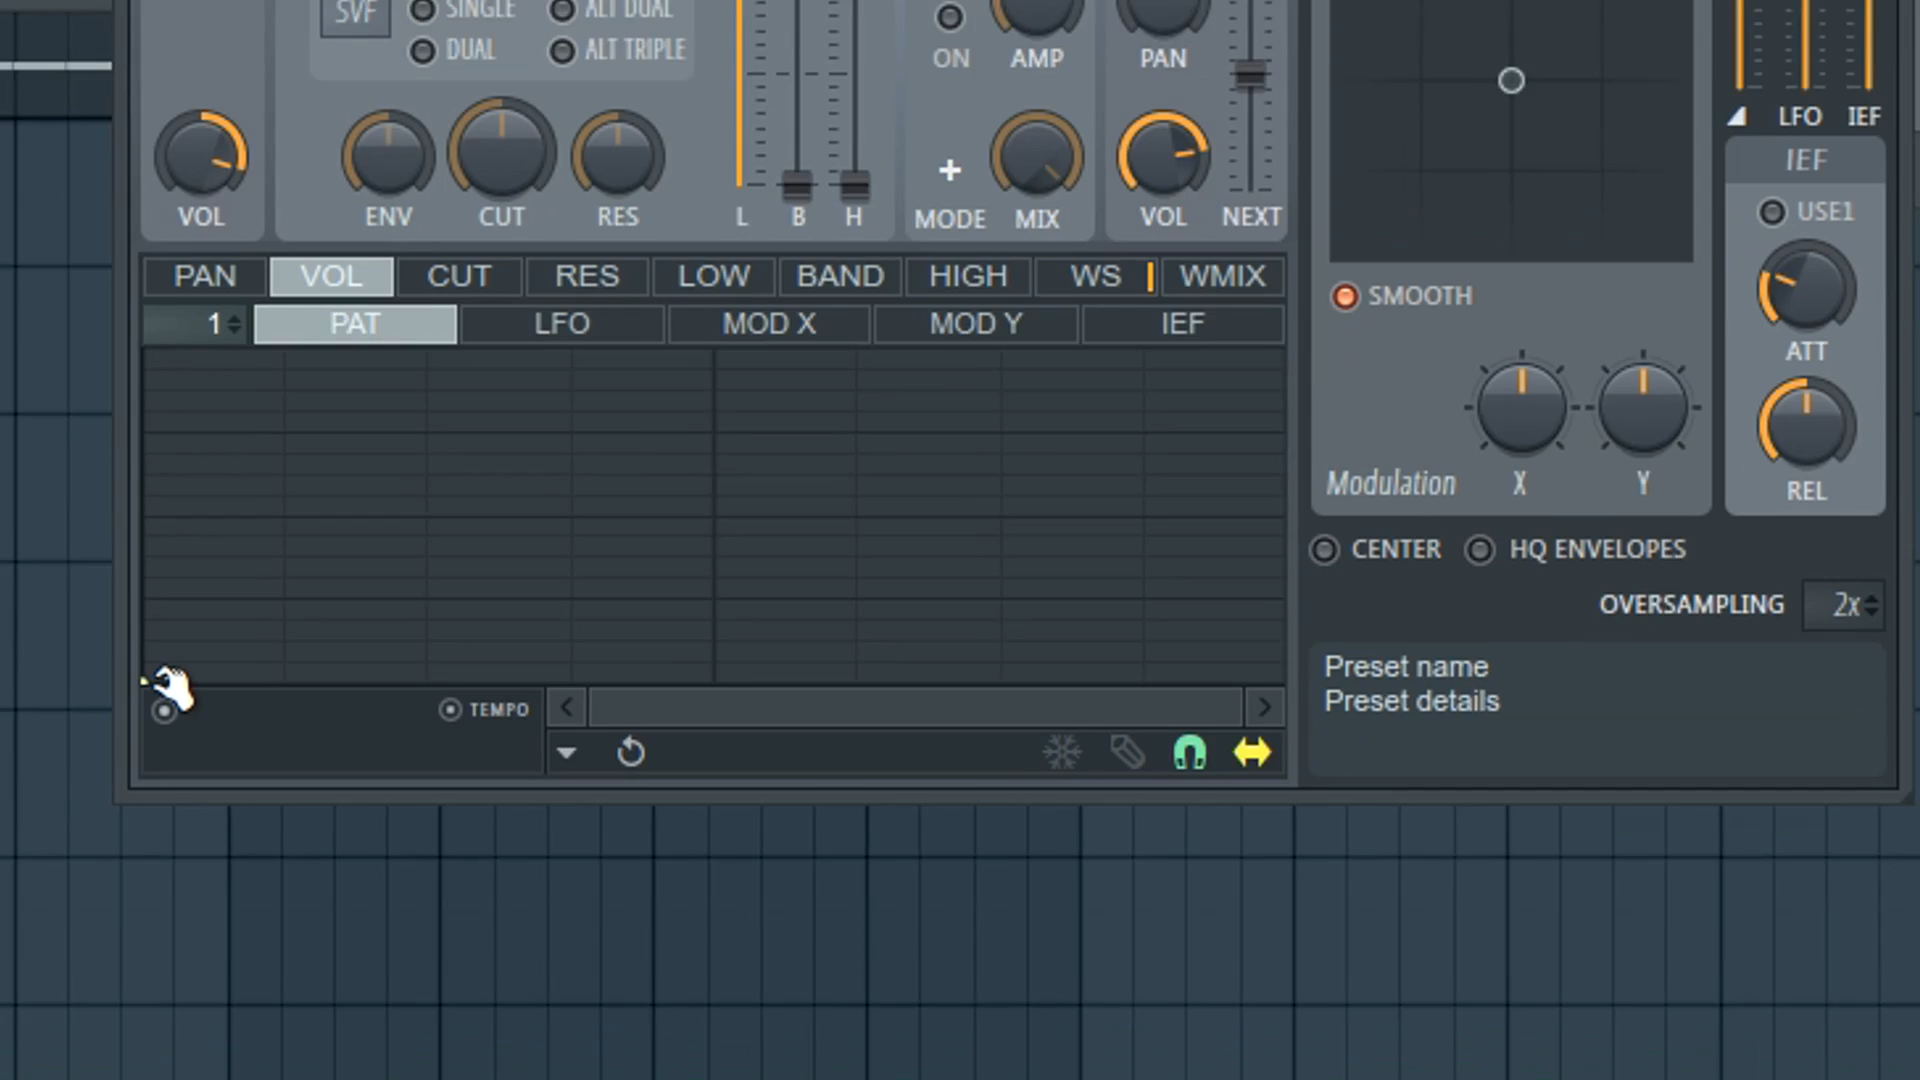 SVF
SINGLE
ALT DUAL
DUAL
ALT TRIPLE
ON
AMP
PAN
LFO
IEF
IEF
USE1
VOL
ENV
CUT
RES
L
B
H
MODE
MIX
VOL
NEXT
PAN
VOL
CUT
RES
LOW
BAND
HIGH
WS
WMIX
SMOOTH
1
PAT
LFO
MOD X
MOD Y
IEF
ATT
Modulation
X
Y
REL
CENTER
HQ ENVELOPES
OVERSAMPLING
2x
Preset name
Preset details
TEMPO